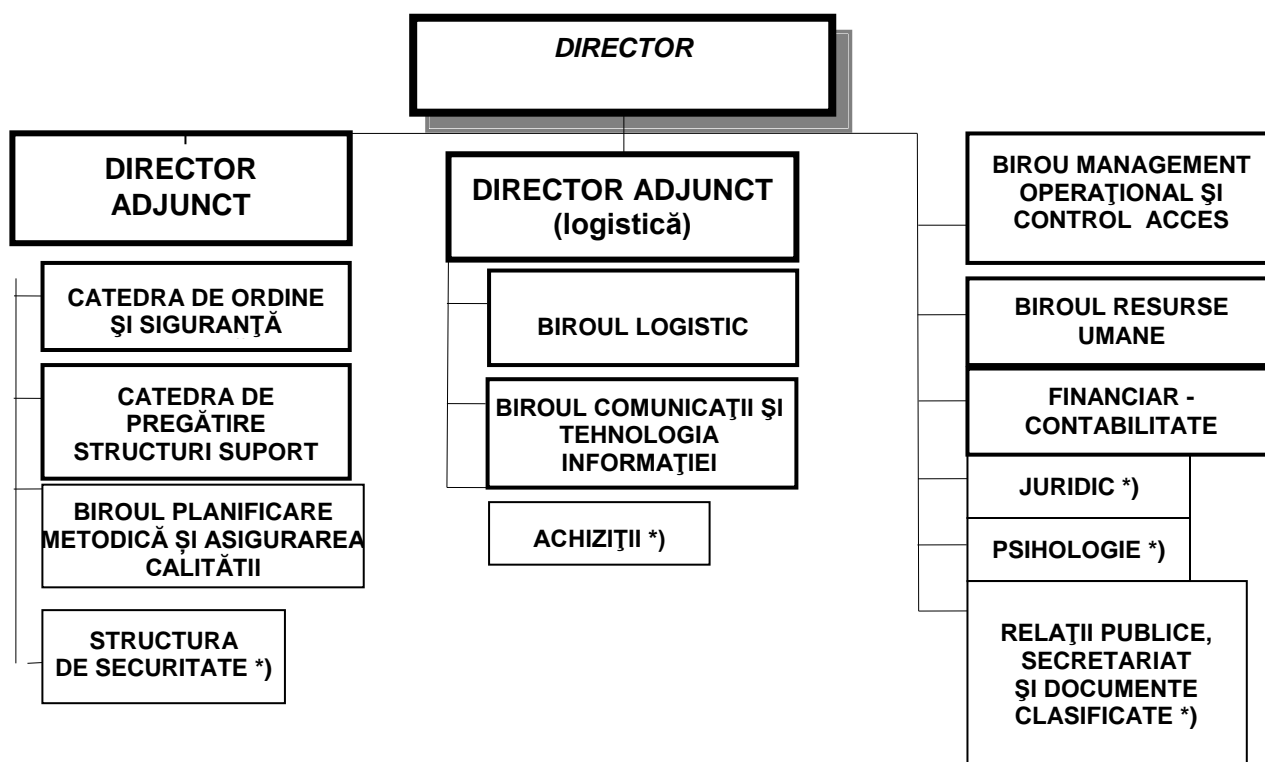 DIRECTOR
DIRECTOR
ADJUNCT
CATEDRA DE ORDINE
ŞI SIGURANŢĂ
CATEDRA DE
PREGĂTIRE
STRUCTURI SUPORT
BIROUL PLANIFICARE
METODICĂ ȘI ASIGURAREA
CALITĂTII
STRUCTURA
DE SECURITATE *)
DIRECTOR ADJUNCT
(logistică)
BIROUL LOGISTIC
BIROUL COMUNICAŢII ŞI
TEHNOLOGIA
INFORMAŢIEI
ACHIZIŢII *)
BIROU MANAGEMENT
OPERAŢIONAL ŞI
CONTROL ACCES
BIROUL RESURSE
UMANE
FINANCIAR -
CONTABILITATE
JURIDIC *)
PSIHOLOGIE *)
RELAŢII PUBLICE,
SECRETARIAT
ŞI DOCUMENTE
CLASIFICATE *)